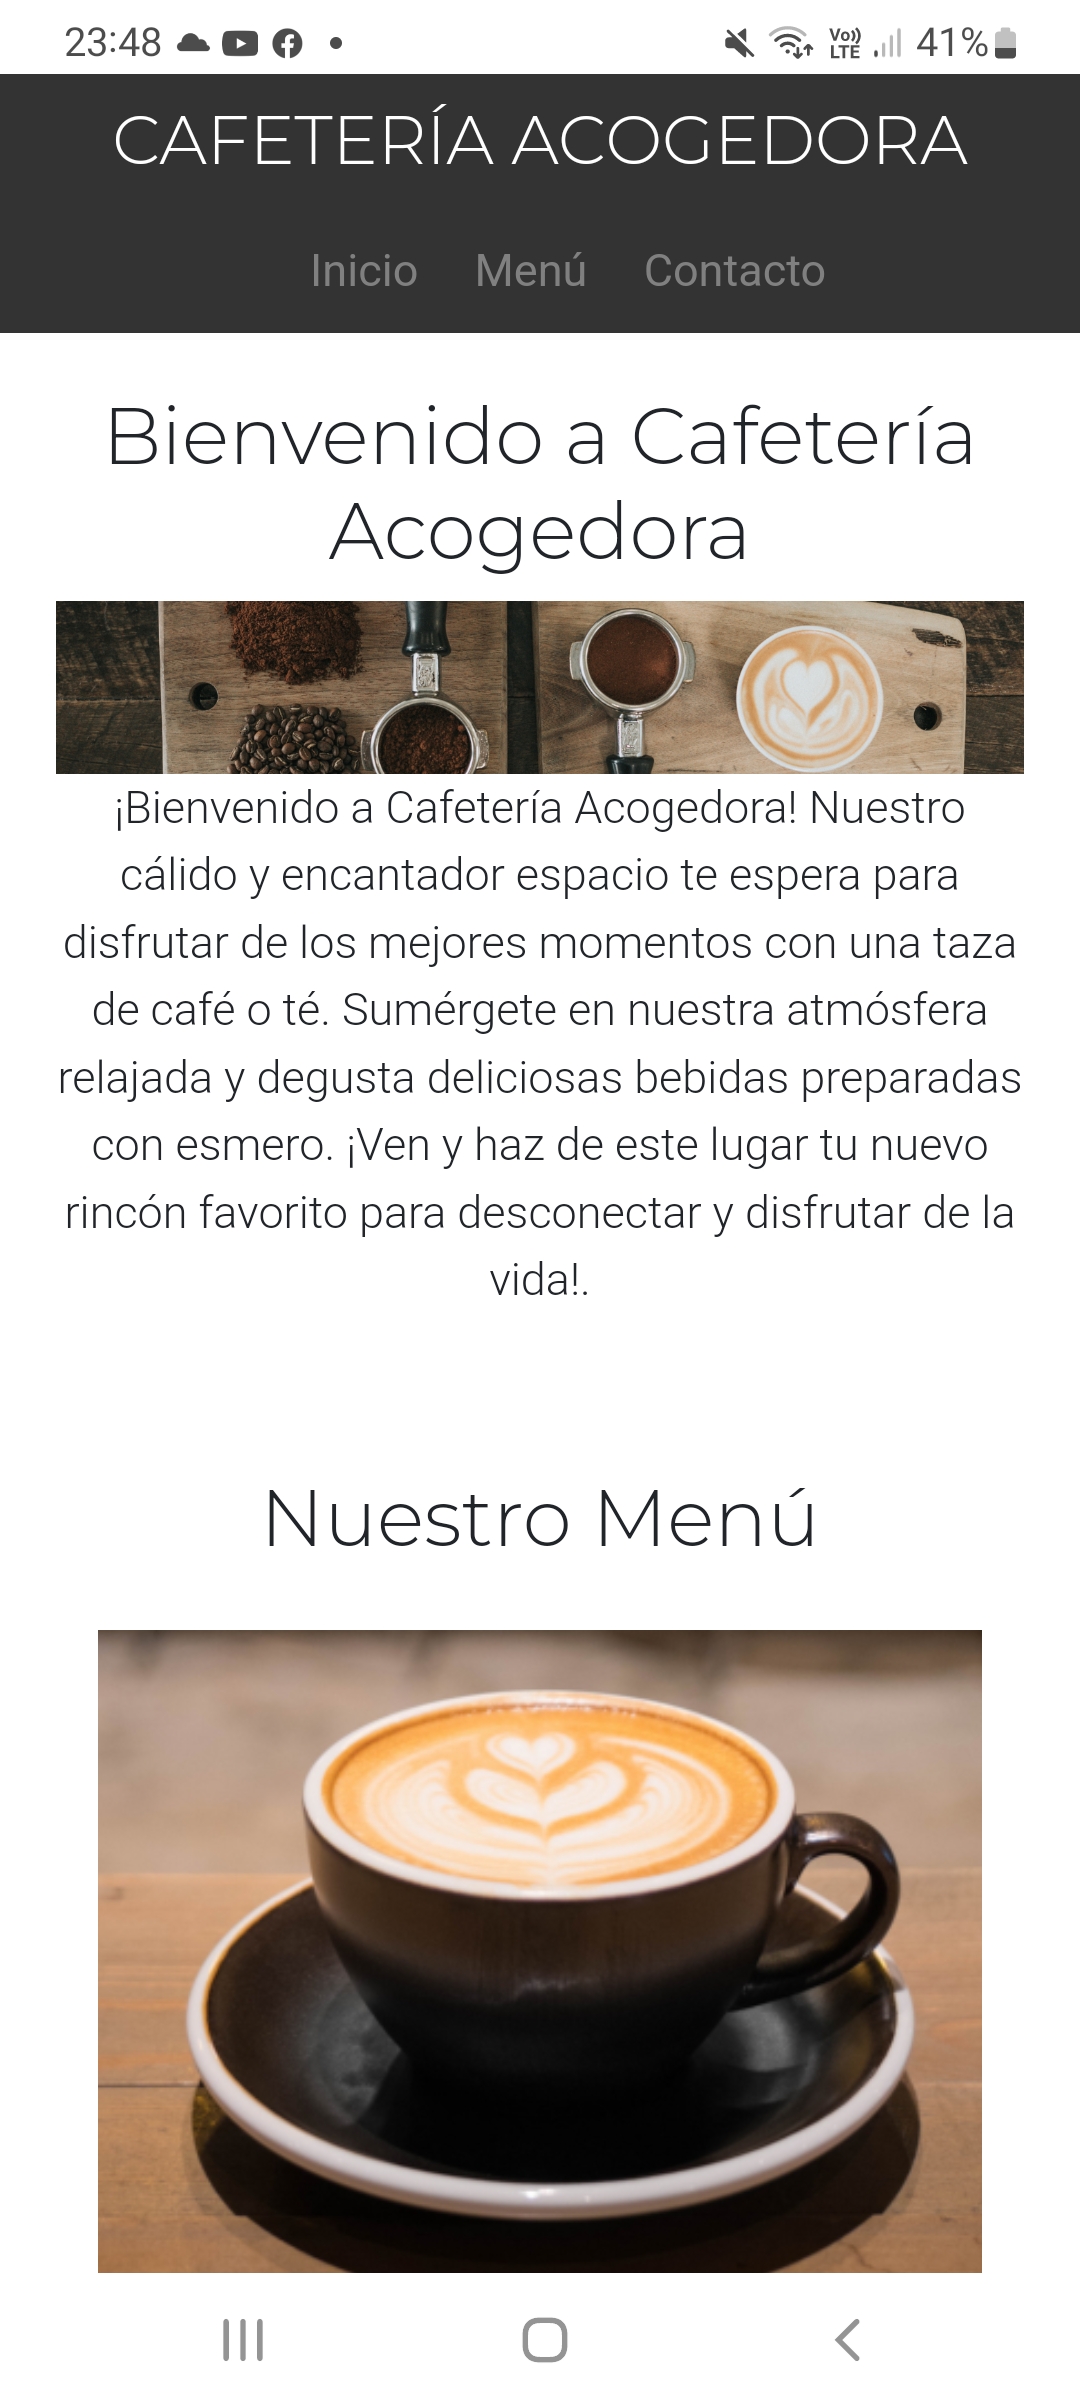 23:48
Vo))
LTE
41%
CAFETERÍA ACOGEDORA
Inicio Menú Contacto
Bienvenido a Cafetería
Acogedora
¡Bienvenido a Cafetería Acogedora! Nuestro
cálido y encantador espacio te espera para
disfrutar de los mejores momentos con una taza
de café o té. Sumérgete en nuestra atmósfera
relajada y degusta deliciosas bebidas preparadas
con esmero. ¡Ven y haz de este lugar tu nuevo
rincón favorito para desconectar y disfrutar de la
vida!.
Nuestro Menú